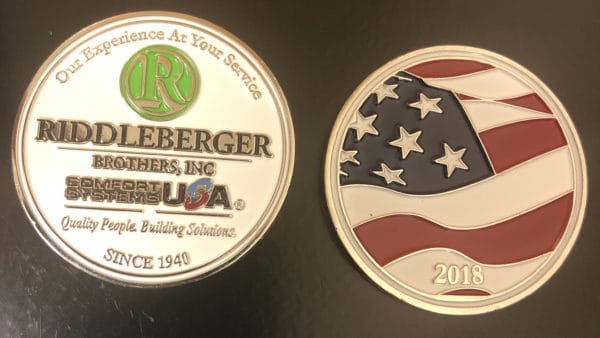 Our Experience At Your Service
R
RIDDLEBERGER
BROTHERS, INC
COMFORT
SYSTEMS USA®
Quality People. Building Solutions.
SINCE 1940
2018